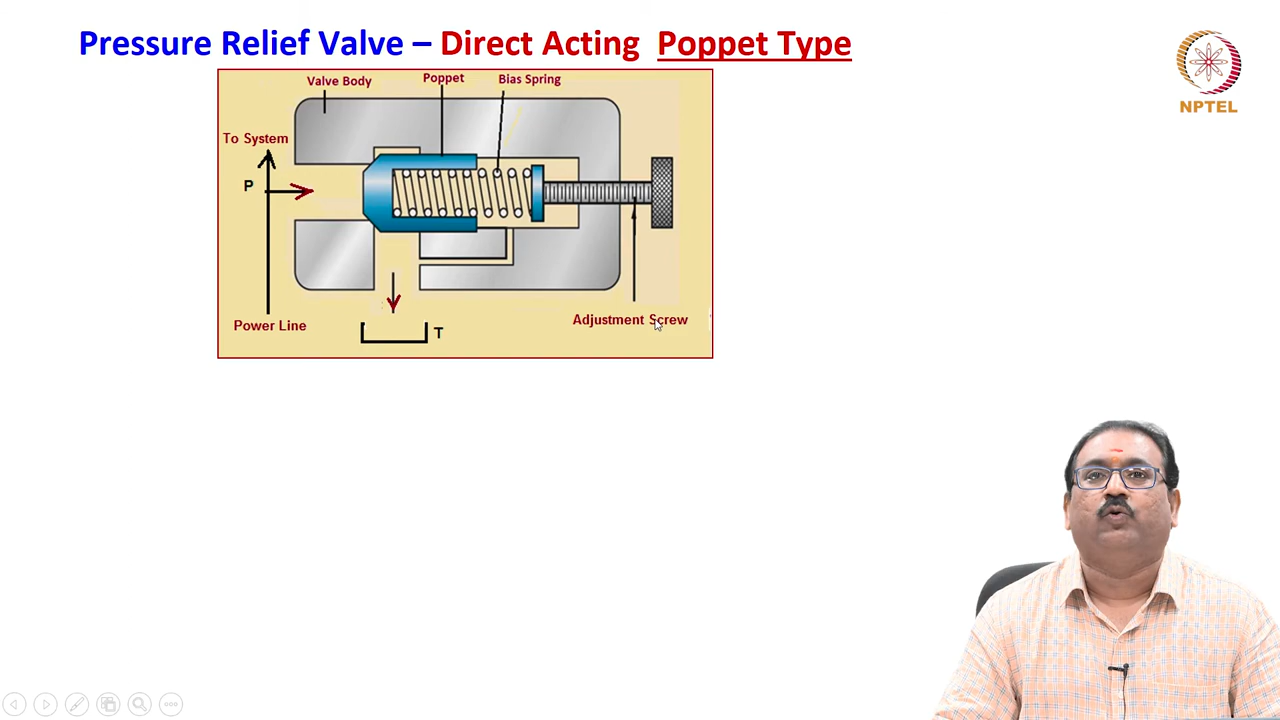 Pressure Relief Valve – Direct Acting Poppet Type
NPTEL
Valve Body
Poppet
Bias Spring
To System
P
Power Line
T
Adjustment Screw